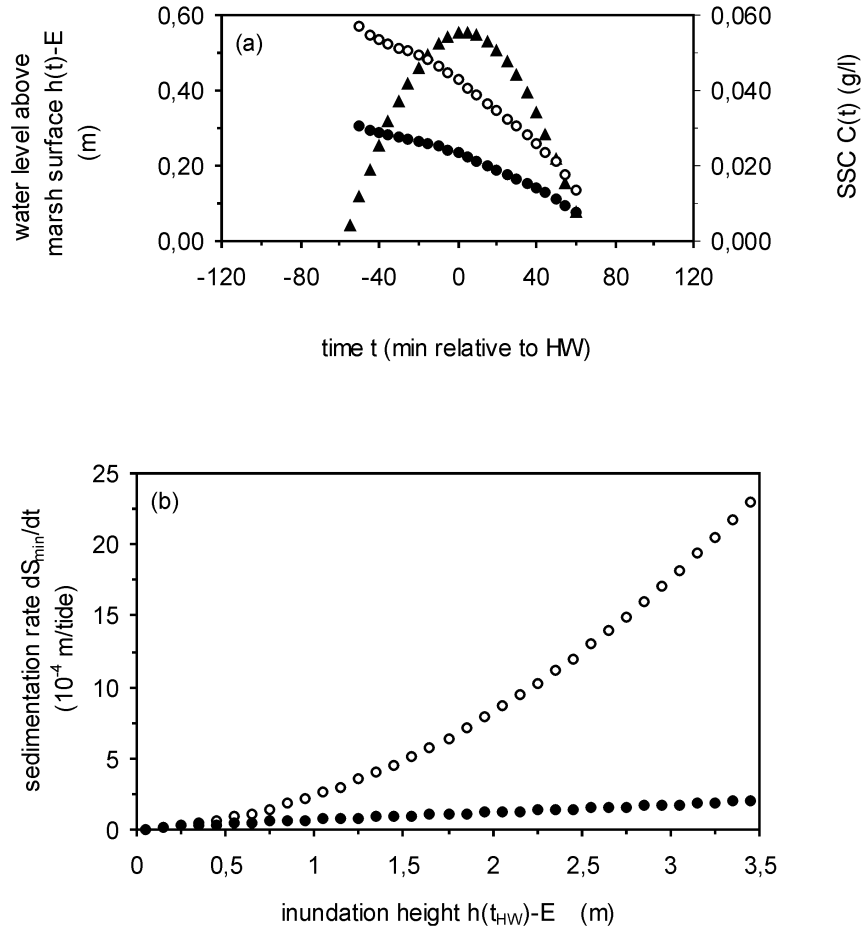 (a)
0,60
0,40
0,20
0,00
0,060
0,040
0,020
0,000
water level above
marsh surface h(t)-E
(m)
SSC C(t) (g/l)
-120 -80 -40 0 40 80 120
time t (min relative to HW)
(b)
25
20
15
10
5
0
sedimentation rate dSmin/dt
(10-4 m/tide)
0 0,5 1 1,5 2 2,5 3 3,5
inundation height h(tHW)-E (m)